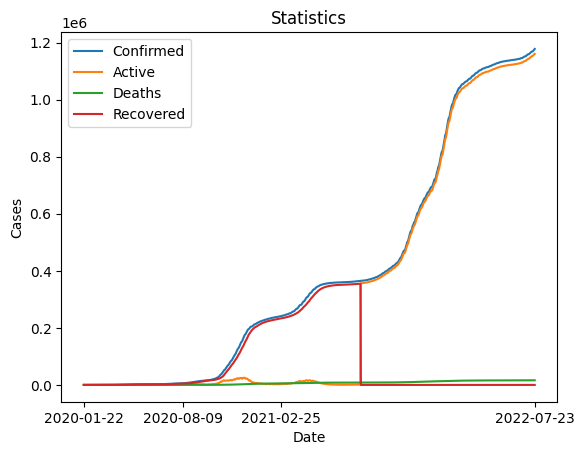 Statistics
1e6
Confirmed
Active
Deaths
Recovered
1.2
1.0
0.8
0.6
0.4
0.2
0.0
Cases
2020-01-22 2020-08-09 2021-02-25 2022-07-23
Date